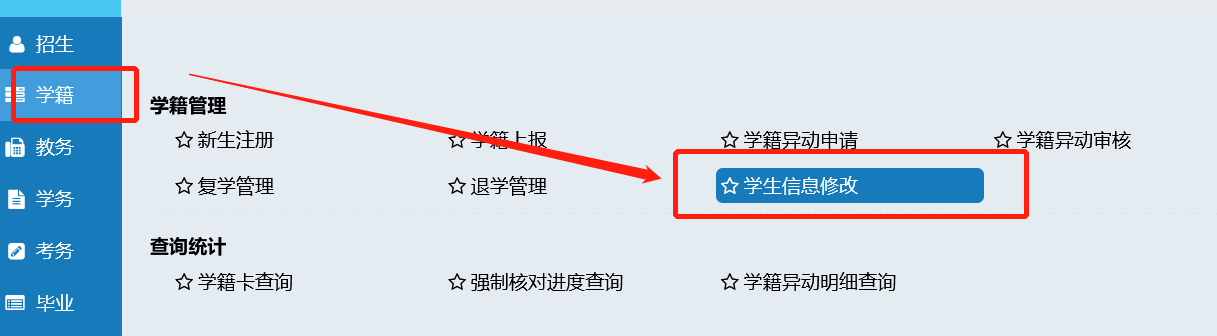 招生
学籍
教务
学务
考务
毕业
学籍管理
新生注册 学籍上报 学籍异动申请 学籍异动审核
复学管理 退学管理 学生信息修改
查询统计
学籍卡查询 强制核对进度查询 学籍异动明细查询